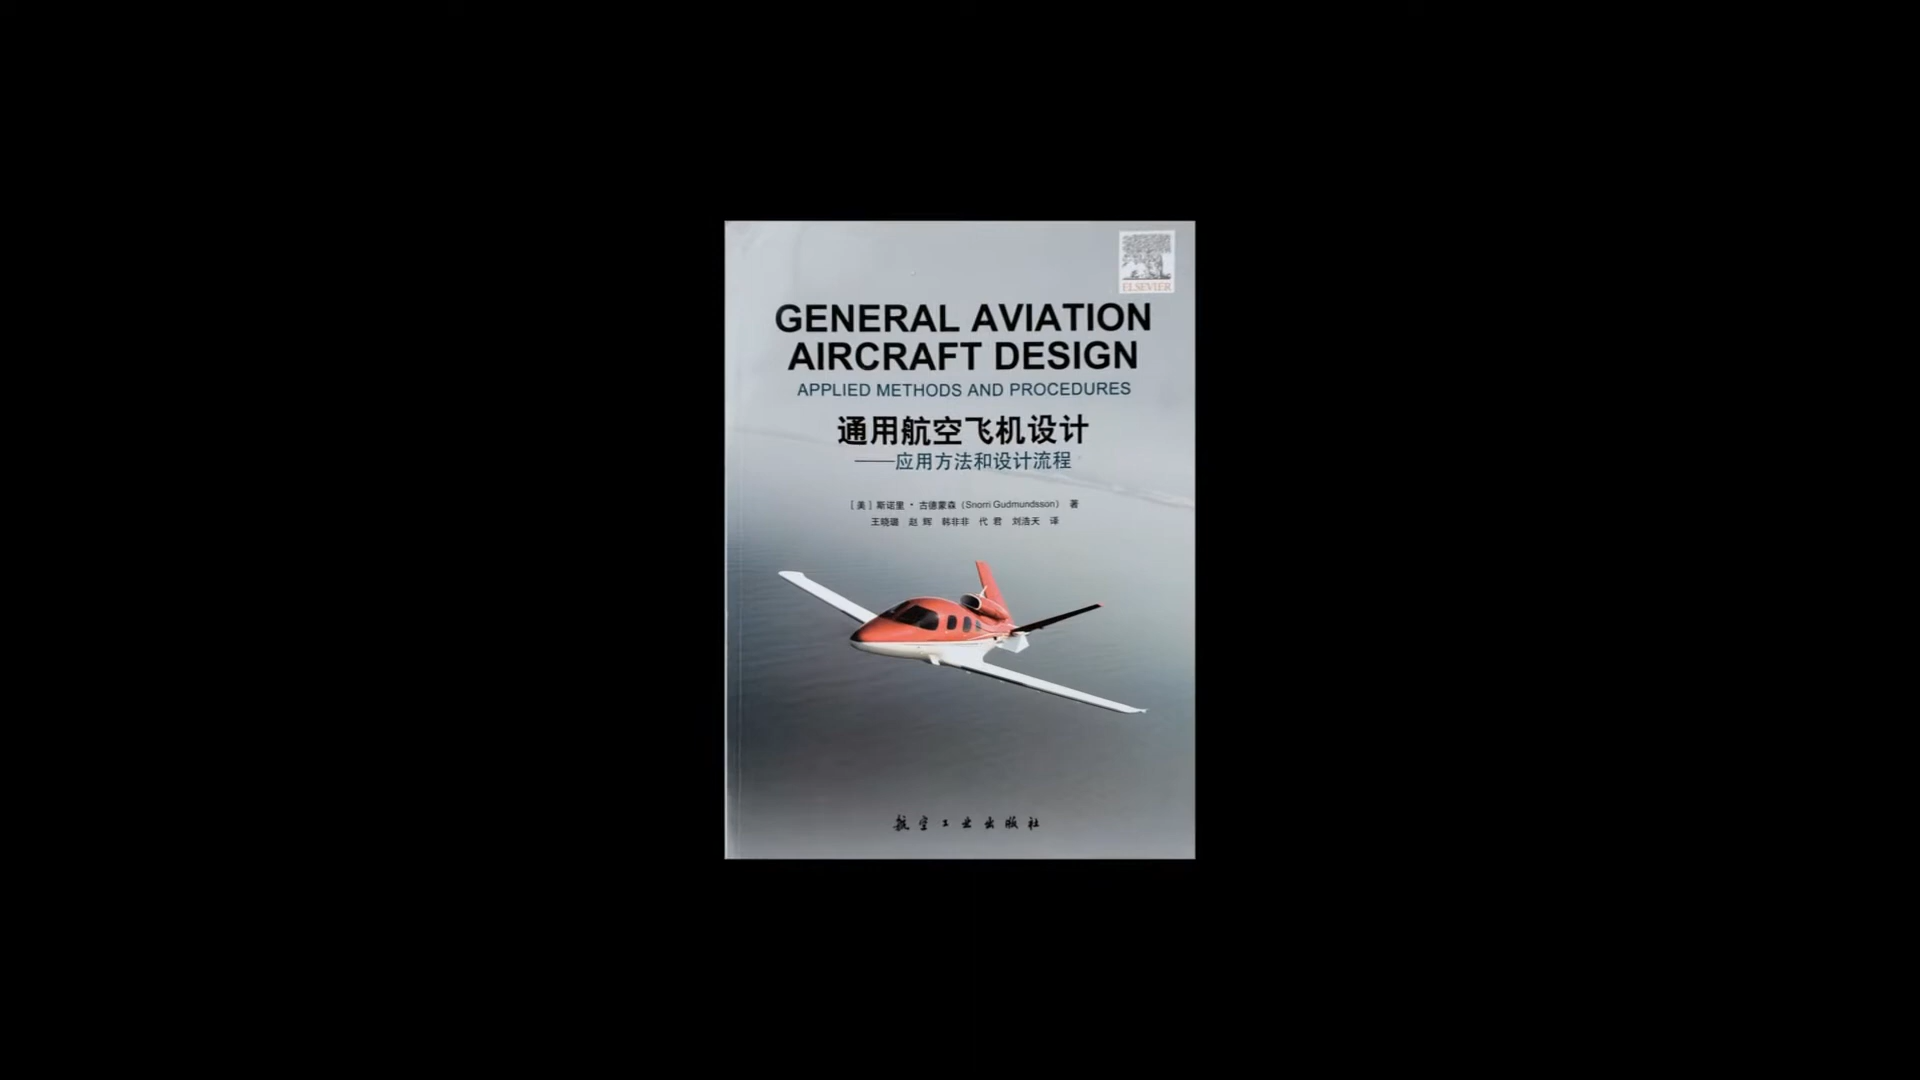 ELSEVIER
GENERAL AVIATION
AIRCRAFT DESIGN
APPLIED METHODS AND PROCEDURES
通用航空飞机设计
——应用方法和设计流程
［美］斯诺里·古德蒙森（Snorri Gudmundsson） 著
王晓璐 赵 辉 韩非非 代 君 刘浩天 译
航空工业出版社